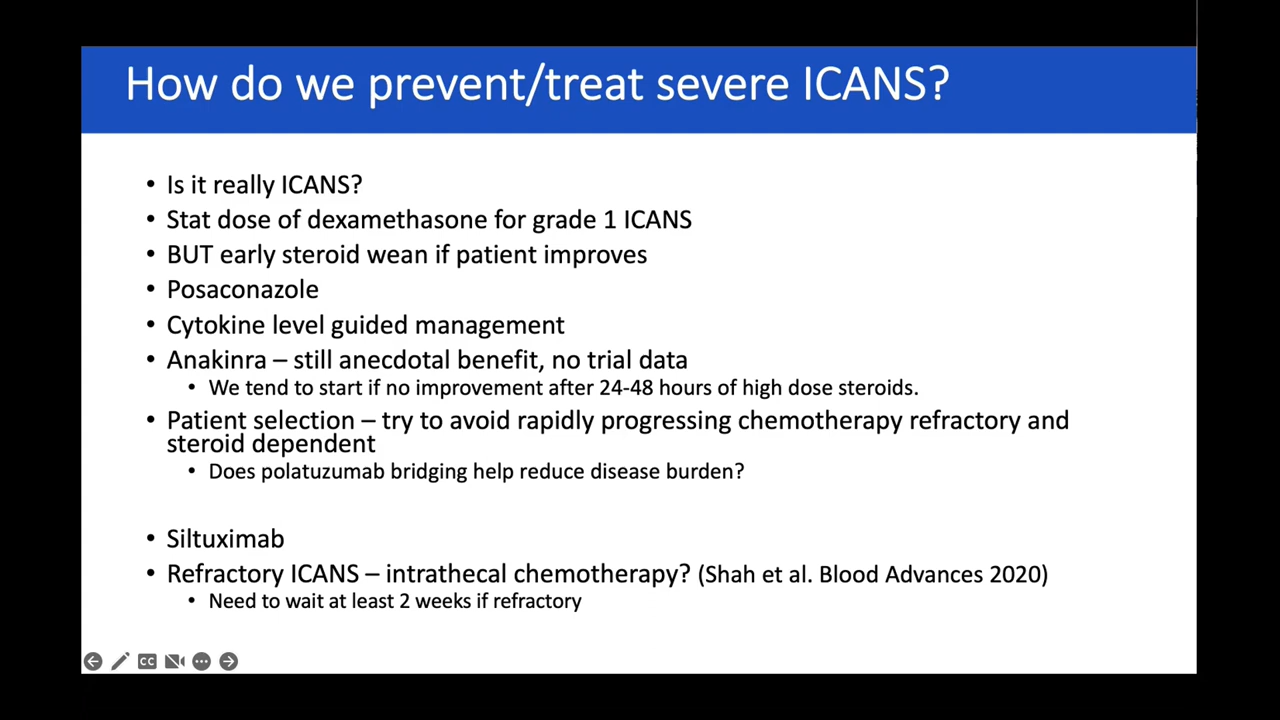 How do we prevent/treat severe ICANS?
• Is it really ICANS?
• Stat dose of dexamethasone for grade 1 ICANS
• BUT early steroid wean if patient improves
• Posaconazole
• Cytokine level guided management
• Anakinra – still anecdotal benefit, no trial data
• We tend to start if no improvement after 24-48 hours of high dose steroids.
• Patient selection – try to avoid rapidly progressing chemotherapy refractory and
steroid dependent
• Does polatuzumab bridging help reduce disease burden?
• Siltuximab
• Refractory ICANS – intrathecal chemotherapy? (Shah et al. Blood Advances 2020)
• Need to wait at least 2 weeks if refractory
CC